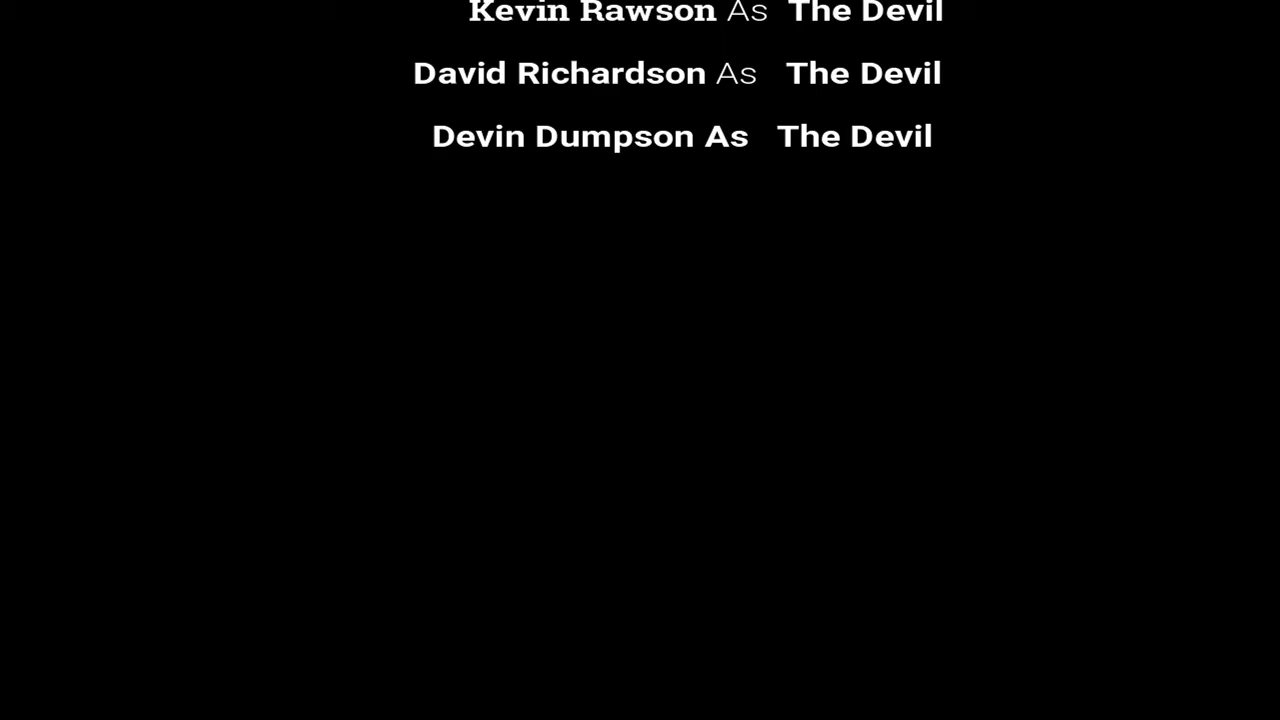 Kevin Rawson As The Devil
David Richardson As The Devil
Devin Dumpson As The Devil